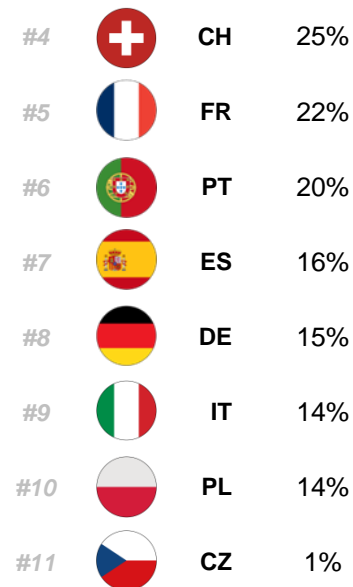 #4 CH 25%
#5 FR 22%
#6 PT 20%
#7 ES 16%
#8 DE 15%
#9 IT 14%
#10 PL 14%
#11 CZ 1%